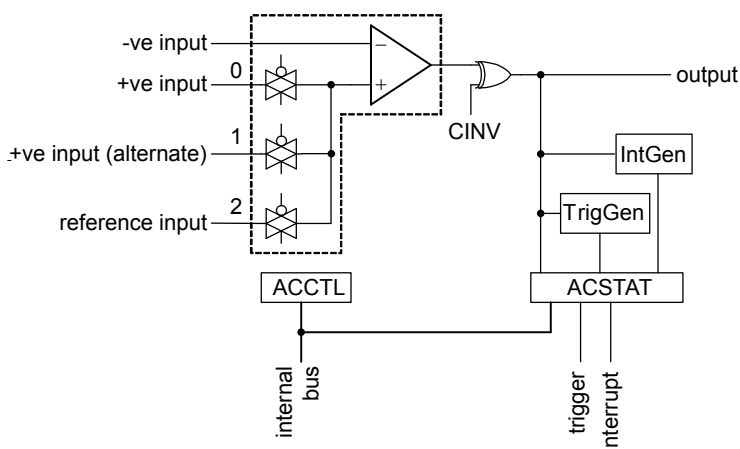 -ve input
−
+ve input
0
+
output
CINV
1
+ve input (alternate)
IntGen
2
reference input
TrigGen
ACCTL
ACSTAT
internal
bus
trigger
nterrupt